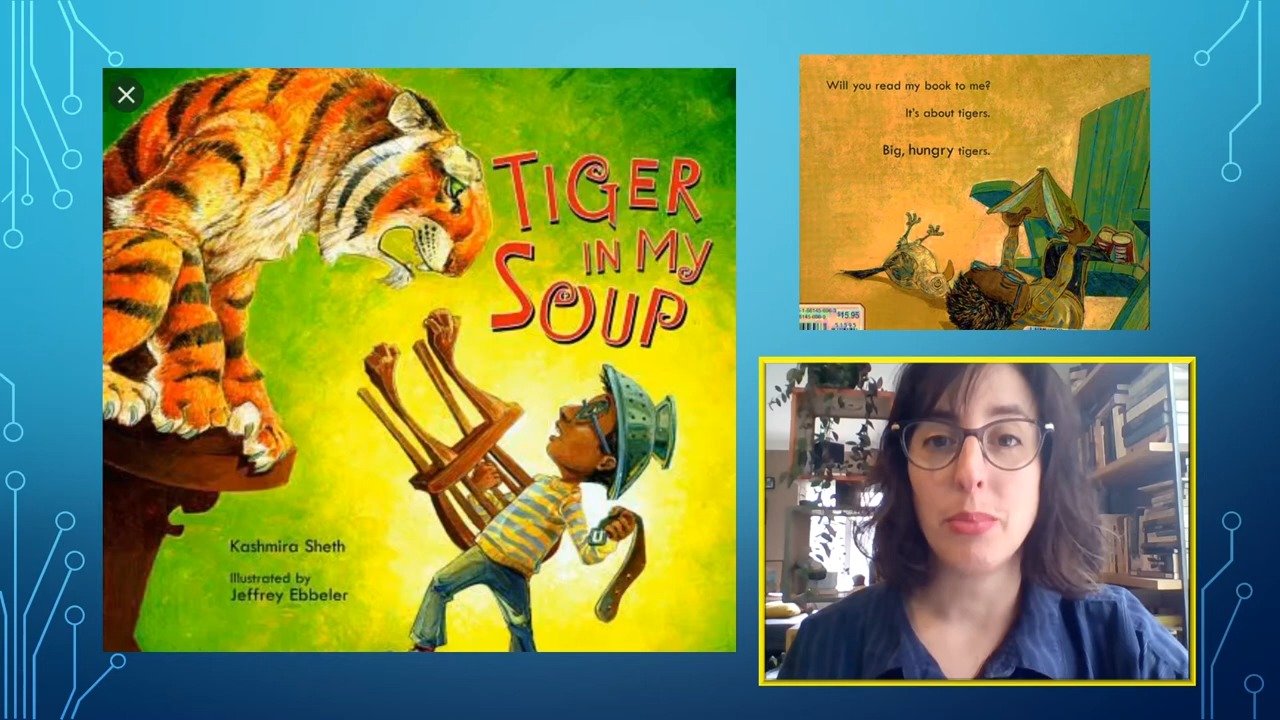 TIGER
IN MY
SOUP
Kashmira Sheth
Illustrated by
Jeffrey Ebbeler
U
Will you read my book to me?
It's about tigers.
Big, hungry tigers.
$15.95